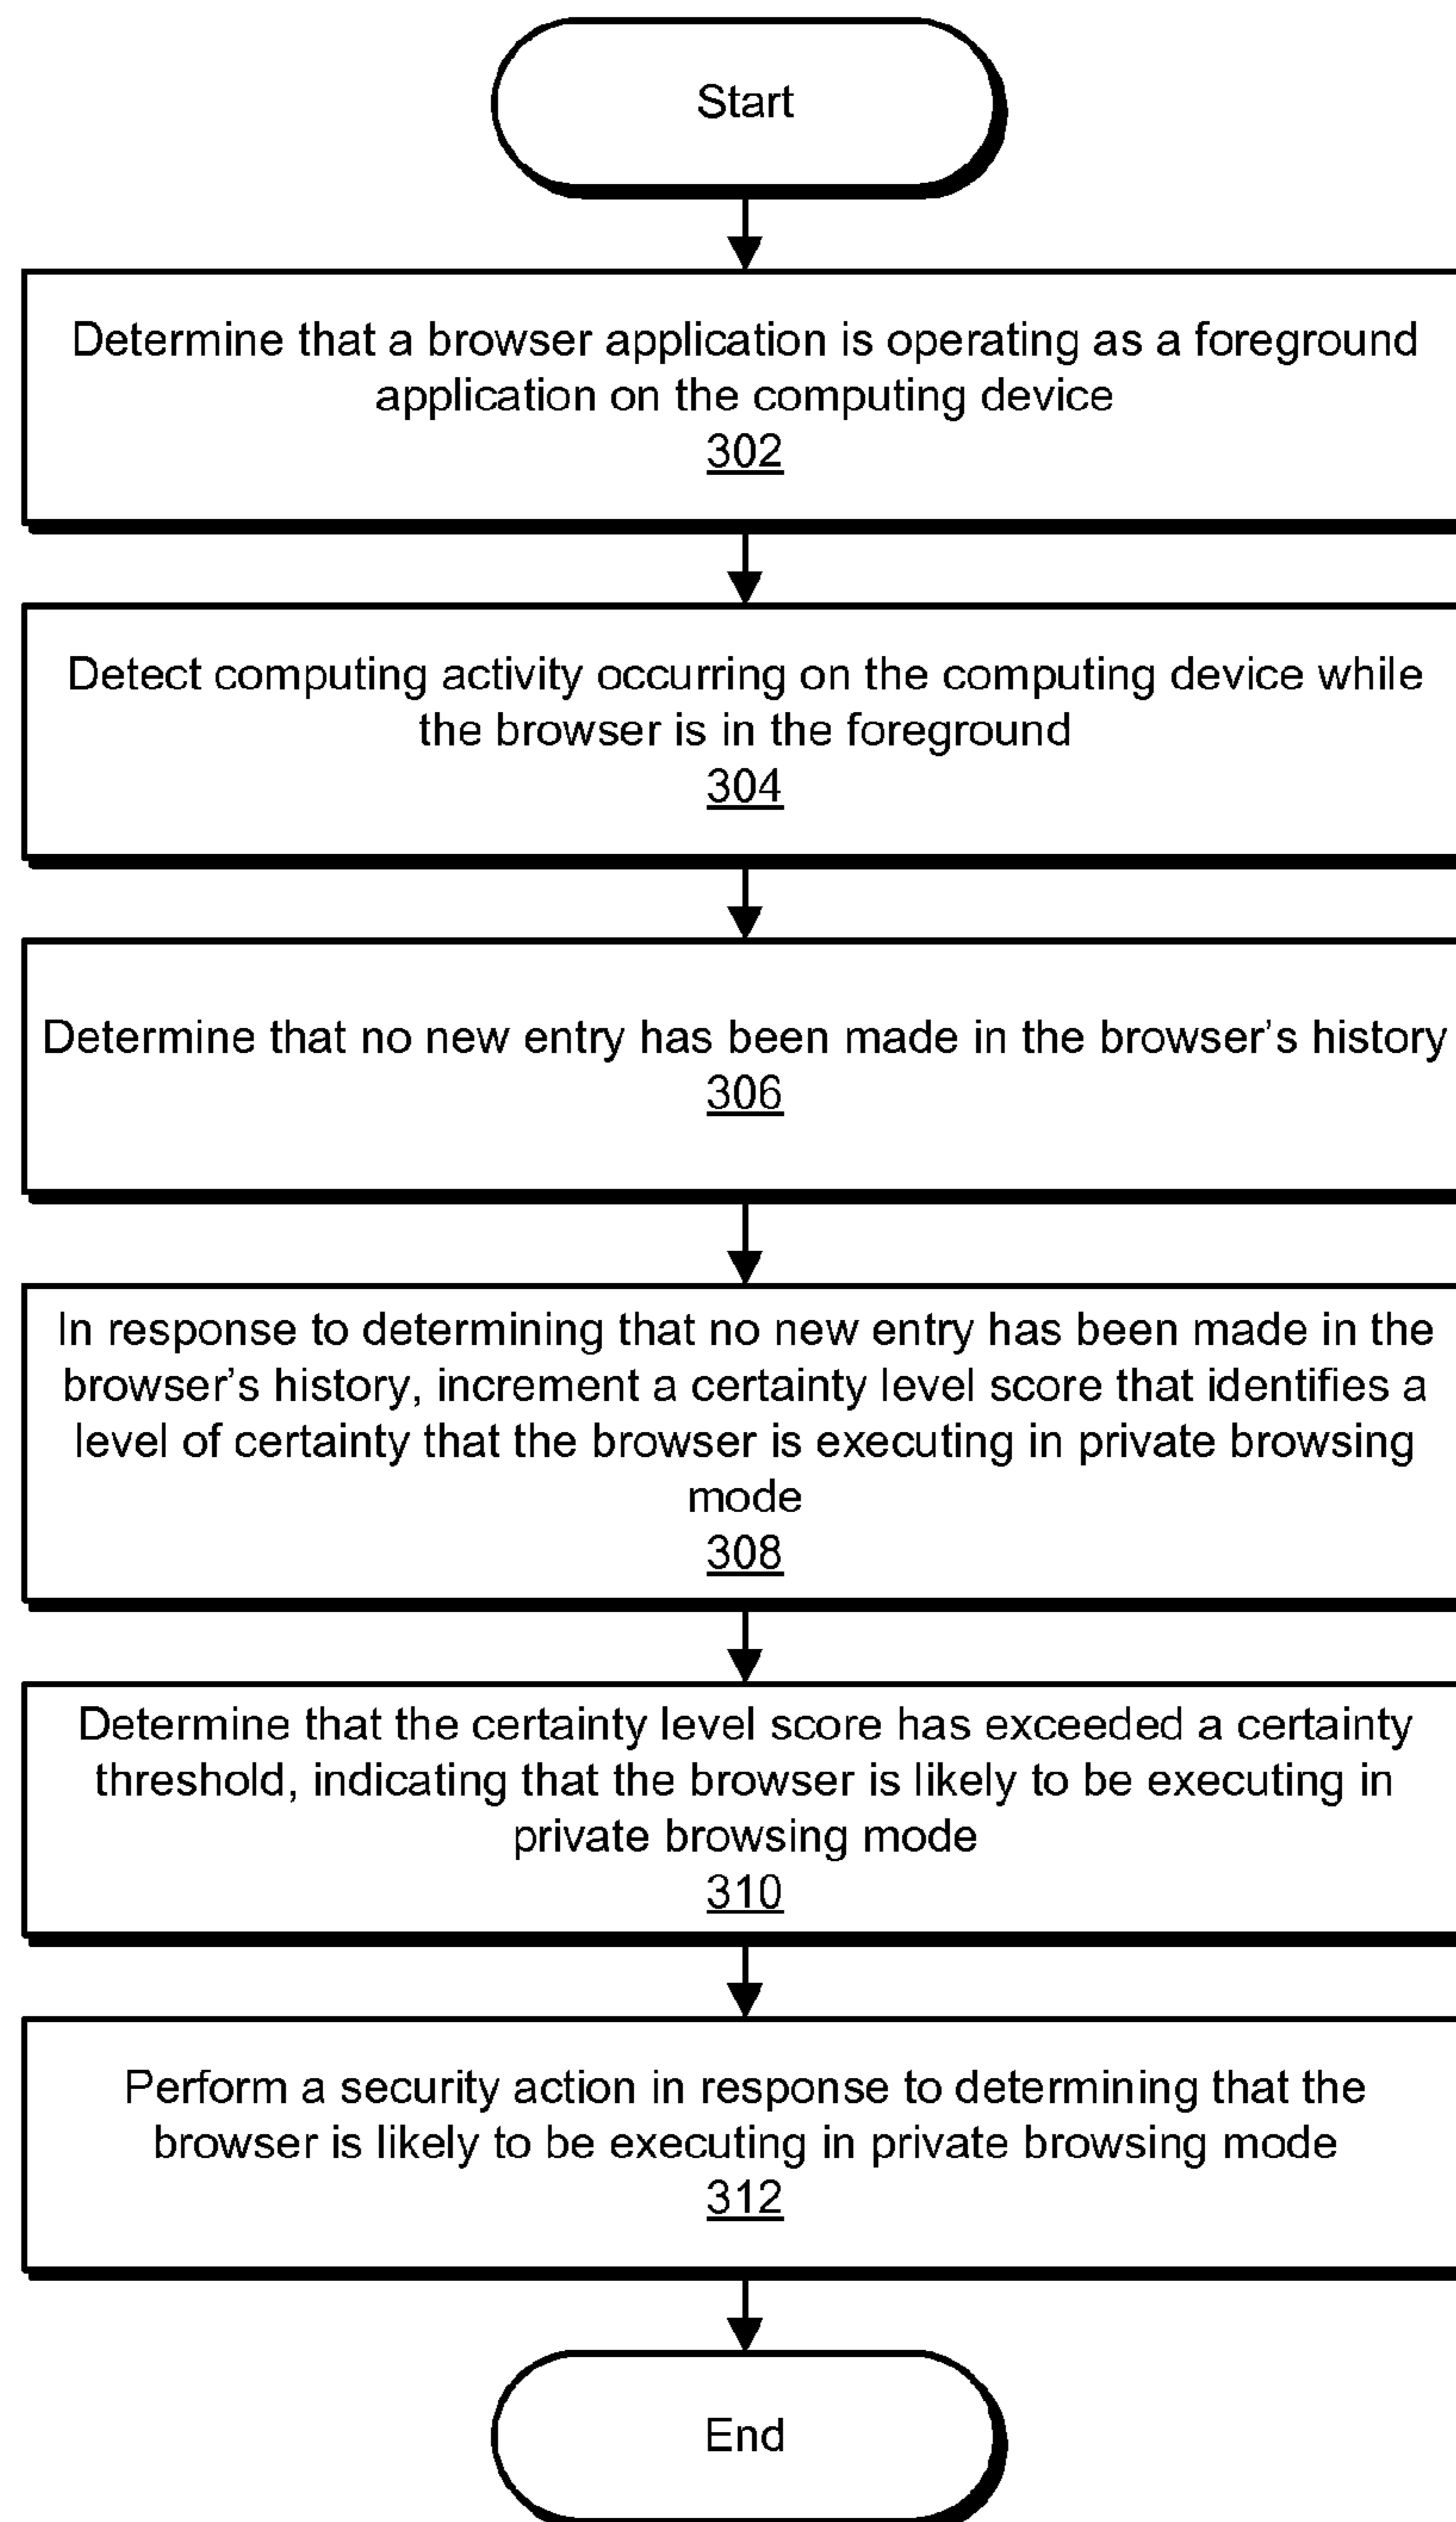 Start
Determine that a browser application is operating as a foreground
application on the computing device
302
Detect computing activity occurring on the computing device while
the browser is in the foreground
304
Determine that no new entry has been made in the browser’s history
306
In response to determining that no new entry has been made in the
browser’s history, increment a certainty level score that identifies a
level of certainty that the browser is executing in private browsing
mode
308
Determine that the certainty level score has exceeded a certainty
threshold, indicating that the browser is likely to be executing in
private browsing mode
310
Perform a security action in response to determining that the
browser is likely to be executing in private browsing mode
312
End